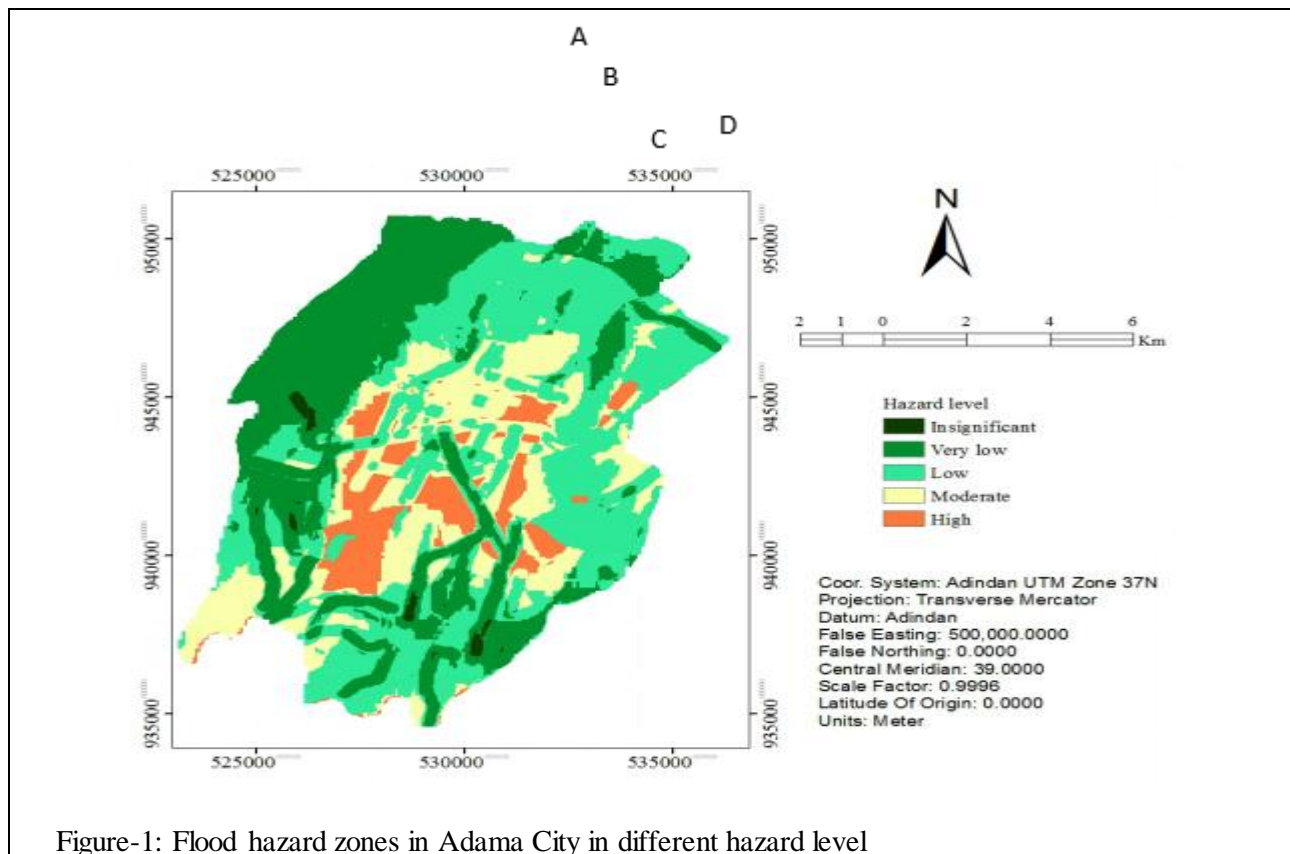 A
B
C D
525000 530000 535000
950000
945000
940000
935000
950000
945000
940000
935000
525000 530000 535000
N
2 1 0 2 4 6
Km
Hazard level
Insignificant
Very low
Low
Moderate
High
Coor. System: Adindan UTM Zone 37N
Projection: Transverse Mercator
Datum: Adindan
False Easting: 500,000.0000
False Northing: 0.0000
Central Meridian: 39.0000
Scale Factor: 0.9996
Latitude Of Origin: 0.0000
Units: Meter
Figure-1: Flood hazard zones in Adama City in different hazard level